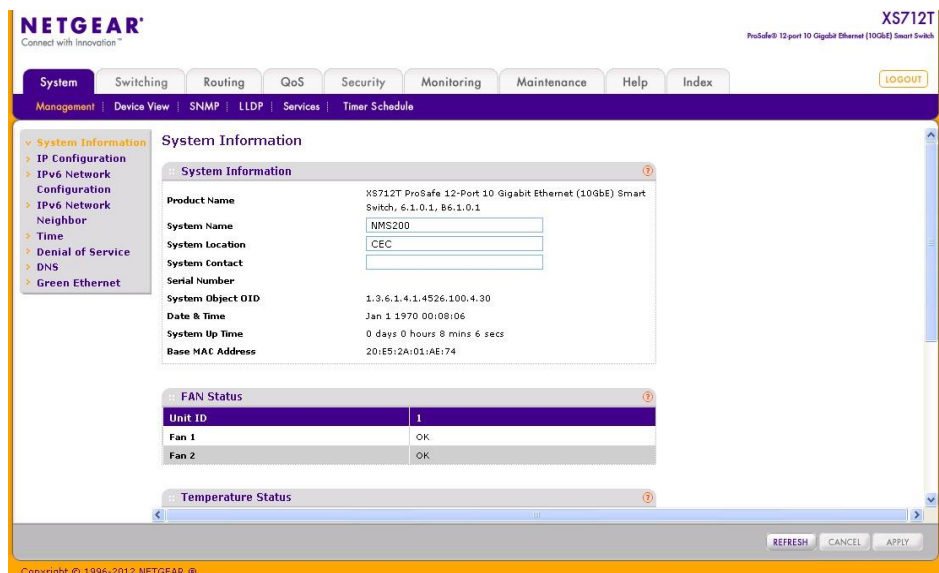 NETGEAR®
Connect with Innovation™
XS712T
ProSafe® 12-port 10 Gigabit Ethernet (10GbE) Smart Switch
System Switching Routing QoS Security Monitoring Maintenance Help Index LOGOUT
Management Device View SNMP LLDP Services Timer Schedule
System Information
IP Configuration
IPv6 Network
Configuration
IPv6 Network
Neighbor
Time
Denial of Service
DNS
Green Ethernet
System Information
System Information
Product Name XS712T ProSafe 12-Port 10 Gigabit Ethernet (10GbE) Smart
Switch, 6.1.0.1, B6.1.0.1
System Name NMS200
System Location CEC
System Contact
Serial Number
System Object OID 1.3.6.1.4.1.4526.100.4.30
Date & Time Jan 1 1970 00:08:06
System Up Time 0 days 0 hours 8 mins 6 secs
Base MAC Address 20:E5:2A:01:AE:74
FAN Status
Unit ID 1
Fan 1 OK
Fan 2 OK
Temperature Status
REFRESH CANCEL APPLY
Copyright © 1996-2012 NETGEAR ®